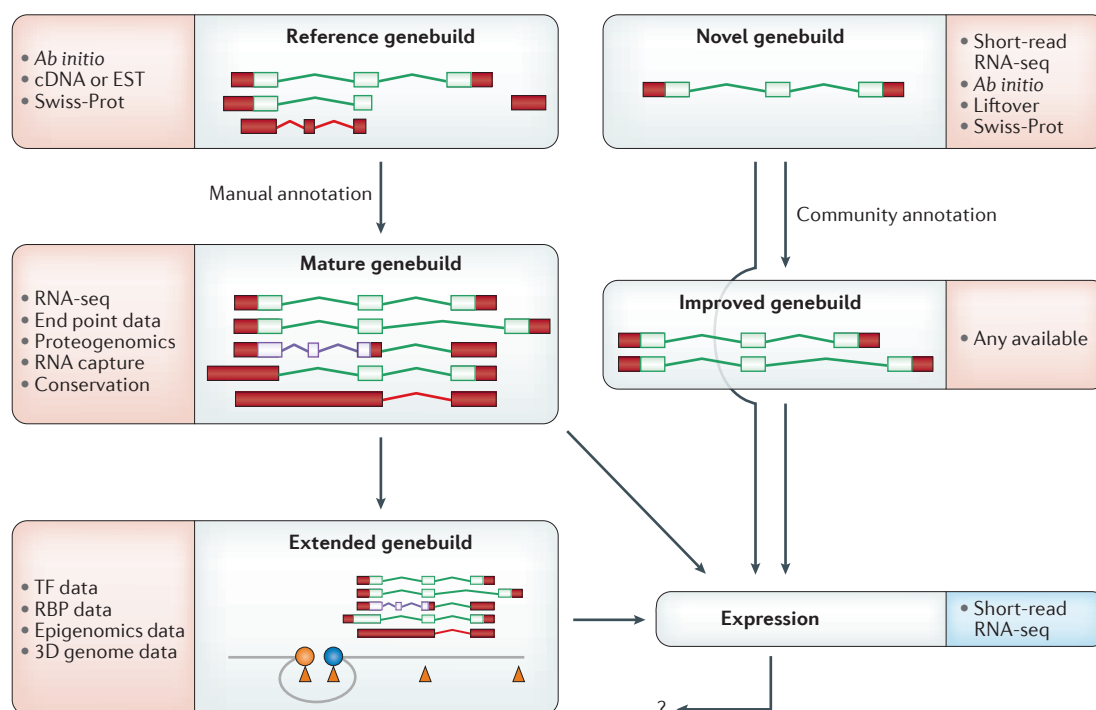 Reference genebuild
• Ab initio
• cDNA or EST
• Swiss-Prot
Novel genebuild
• Short-read
RNA-seq
• Ab initio
• Liftover
• Swiss-Prot
Manual annotation
Community annotation
Mature genebuild
• RNA-seq
• End point data
• Proteogenomics
• RNA capture
• Conservation
Improved genebuild
• Any available
Extended genebuild
• TF data
• RBP data
• Epigenomics data
• 3D genome data
Expression
• Short-read
RNA-seq
?